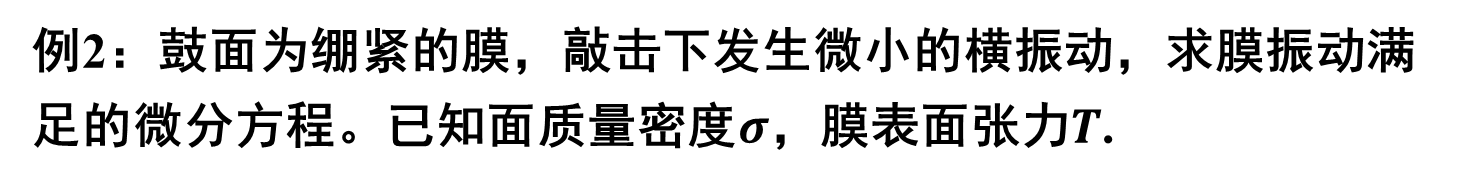 例2：鼓面为绷紧的膜，敲击下发生微小的横振动，求膜振动满
足的微分方程。已知面质量密度σ，膜表面张力T.